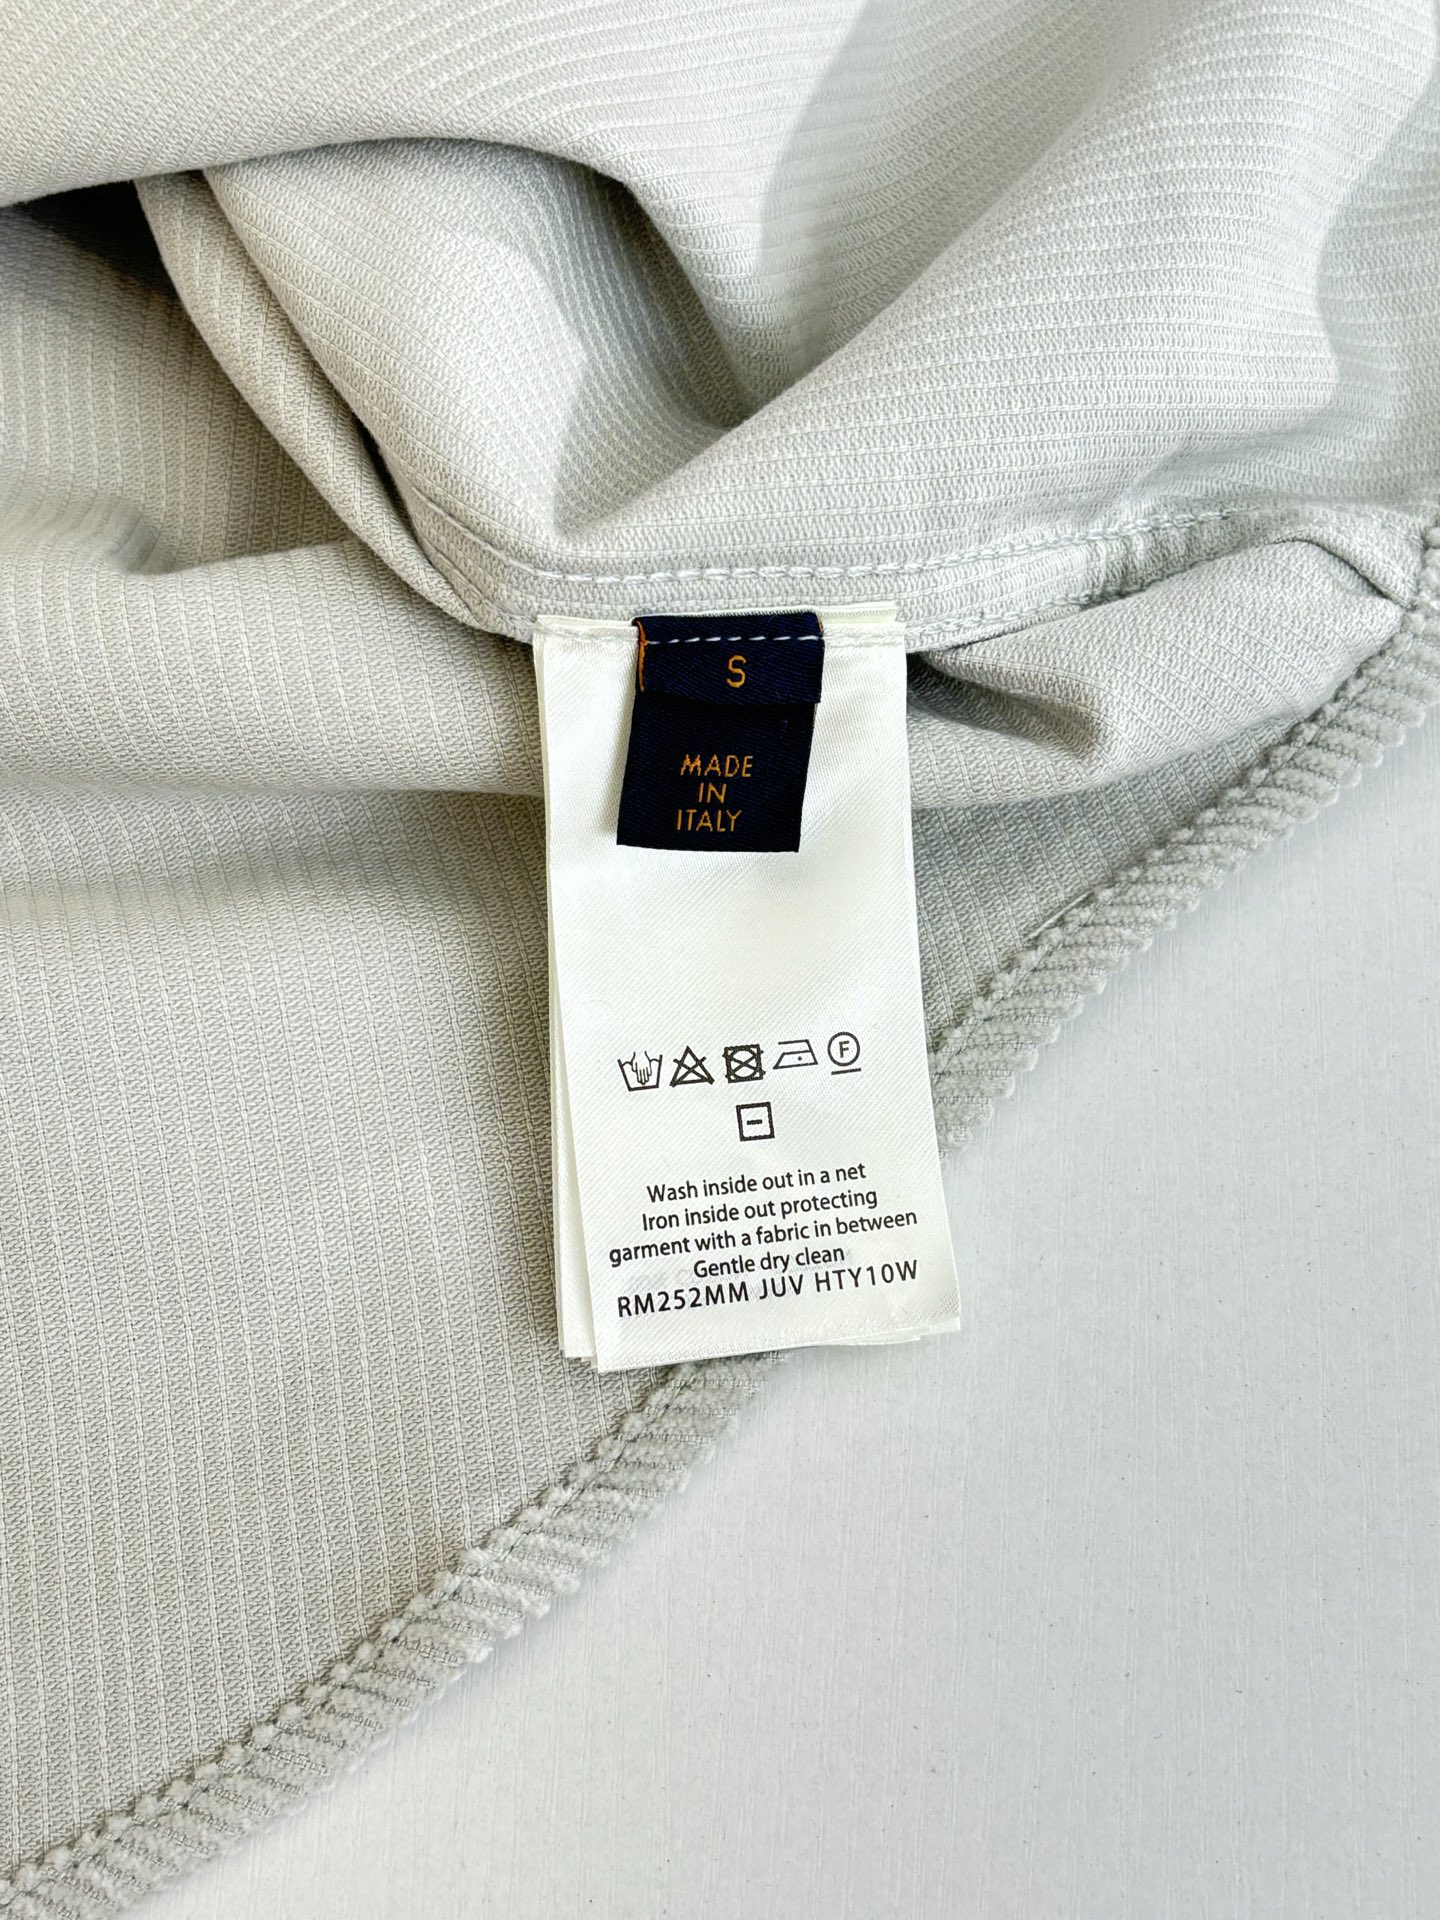 S
MADE
IN
ITALY
F
Wash inside out in a net
Iron inside out protecting
garment with a fabric in between
Gentle dry clean
RM252MM JUV HTY10W